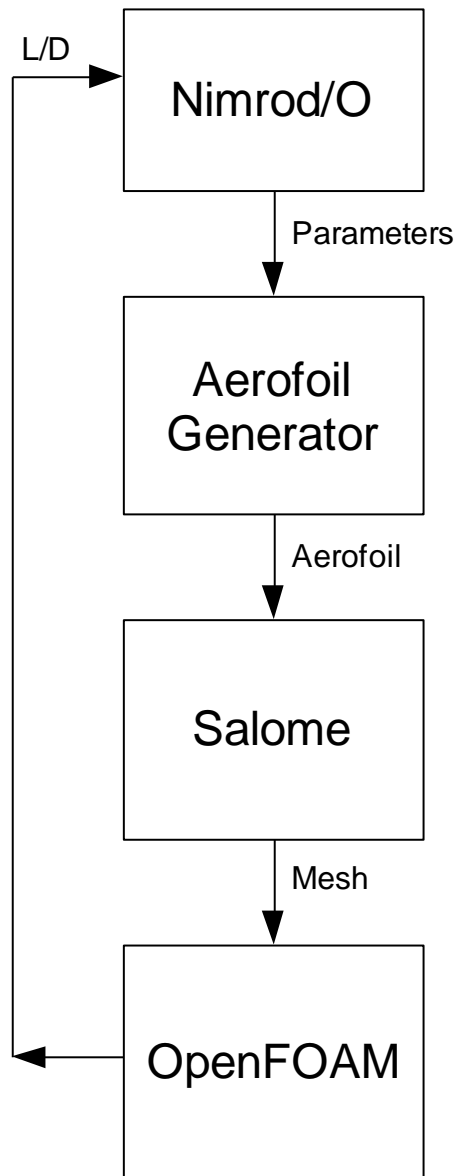 L/D
Nimrod/O
Parameters
Aerofoil
Generator
Aerofoil
Salome
Mesh
OpenFOAM